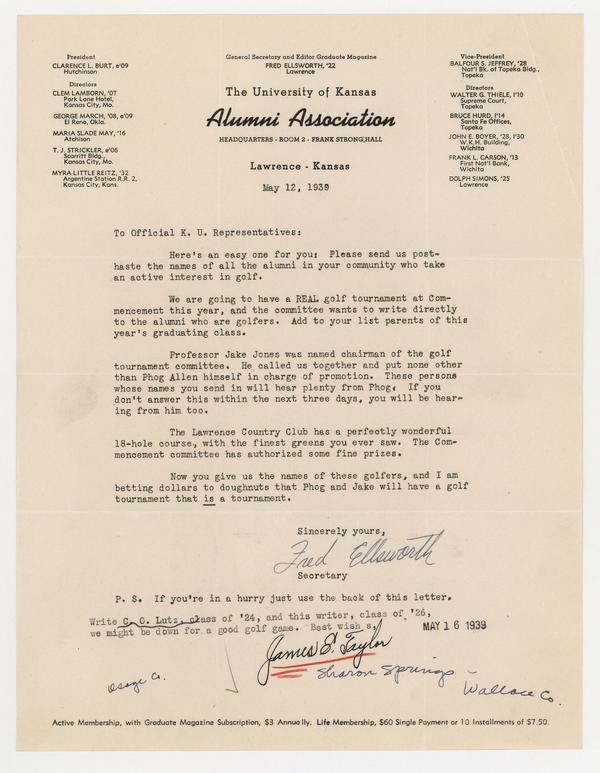 President
CLARENCE L. BURT, e'09
Hutchinson
Directors
CLEM LAMBORN, '07
Park Lane Hotel,
Kansas City, Mo.
GEORGE MARCH, '08, e'09
El Reno, Okla.
MARIA SLADE MAY, '16
Atchison
T. J. STRICKLER, e'06
Scarritt Bldg.,
Kansas City, Mo.
MYRA LITTLE REITZ, '32
Argentine Station R.R. 2,
Kansas City, Kans.
General Secretary and Editor Graduate Magazine
FRED ELLSWORTH, '22
Lawrence
The University of Kansas
Alumni Association
HEADQUARTERS - ROOM 2 - FRANK STRONG HALL
Lawrence - Kansas
Vice-President
BALFOUR S. JEFFREY, '28
Nat'l Bk. of Topeka Bldg.,
Topeka
Directors
WALTER G. THIELE, l'10
Supreme Court,
Topeka
BRUCE HURD, l'14
Santa Fe Offices,
Topeka
JOHN E. BOYER, '28, l'30
W.K.H. Building,
Wichita
FRANK L. CARSON, '13
First Nat'l Bank,
Wichita
DOLPH SIMONS, '25
Lawrence
May 12, 1939
To Official K. U. Representatives:
Here's an easy one for you: Please send us post-
haste the names of all the alumni in your community who take
an active interest in golf.
We are going to have a REAL golf tournament at Com-
mencement this year, and the committee wants to write directly
to the alumni who are golfers. Add to your list parents of this
year's graduating class.
Professor Jake Jones was named chairman of the golf
tournament committee. He called us together and put none other
than Phog Allen himself in charge of promotion. These persons
whose names you send in will hear plenty from Phog. If you
don't answer this within the next three days, you will be hear-
ing from him too.
The Lawrence Country Club has a perfectly wonderful
18-hole course, with the finest greens you ever saw. The Com-
mencement committee has authorized some fine prizes.
Now you give us the names of these golfers, and I am
betting dollars to doughnuts that Phog and Jake will have a golf
tournament that is a tournament.
Sincerely yours,
Fred Ellsworth
Secretary
P. S. If you're in a hurry just use the back of this letter.
Write C. O. Lutz, class of '24, and this writer, class of '26,
we might be down for a good golf game. Best wish s,
MAY 16 1939
James E. Taylor
Sharon Springs -
Wallace Co.
Osage Co.
Active Membership, with Graduate Magazine Subscription, $3 Annually. Life Membership, $60 Single Payment or 10 Installments of $7.50.